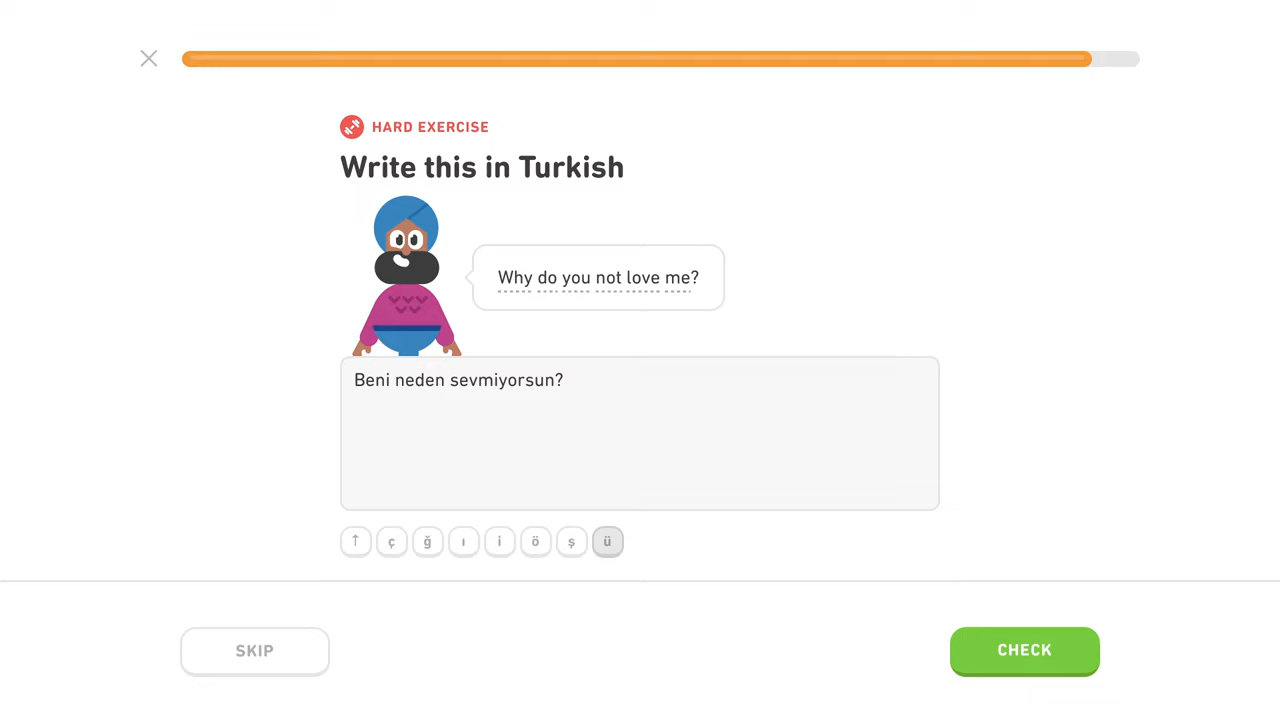 HARD EXERCISE
Write this in Turkish
Why do you not love me?
Beni neden sevmiyorsun?
↑ ç ğ ı i ö ş ü
SKIP
CHECK